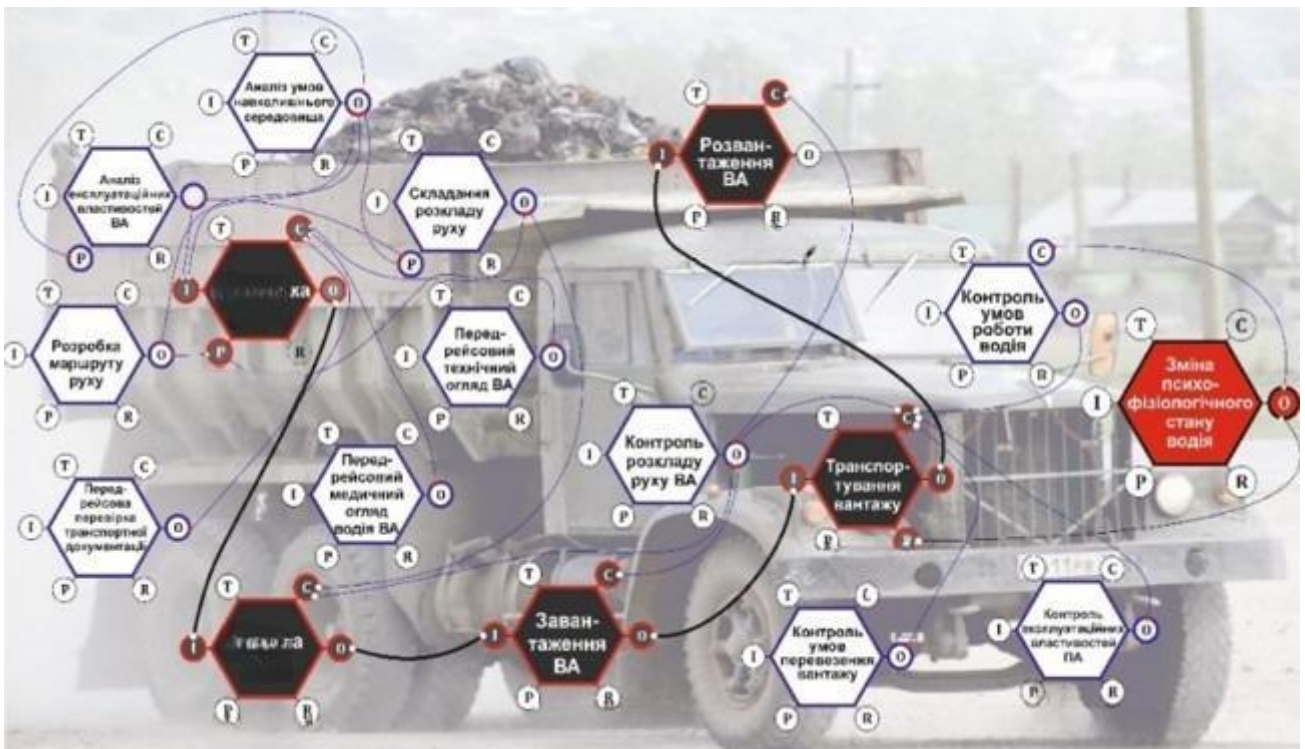 T
C
I
Аналіз умов
навколишнього
середовища
O
P
R
T
C
I
Аналіз
експлуатаційних
властивостей
ВА
P
R
T
C
I
Складання
розкладу
руху
O
P
R
T
C
I
Розван-
таження
ВА
O
P
R
T
C
I
O
P
R
T
C
I
Розробка
маршруту
руху
O
P
R
T
C
I
Перед-
рейсовий
технічний
огляд ВА
O
P
R
T
C
I
Контроль
умов
роботи
водія
O
P
R
T
C
I
Зміна
психо-
фізіологічного
стану
водія
O
P
R
T
C
I
Контроль
розкладу
руху ВА
O
P
R
T
C
I
Транспор-
тування
вантажу
O
P
T
C
I
Перед-
рейсова
перевірка
транспортної
документації
O
P
R
T
C
I
Перед-
рейсовий
медичний
огляд
водія ВА
O
P
R
T
C
I
O
P
R
T
C
I
Заван-
таження
ВА
O
P
R
T
I
Контроль
умов
перевезення
вантажу
O
P
R
T
C
I
Контроль
експлуатаційних
властивостей
ПА
O
P
R